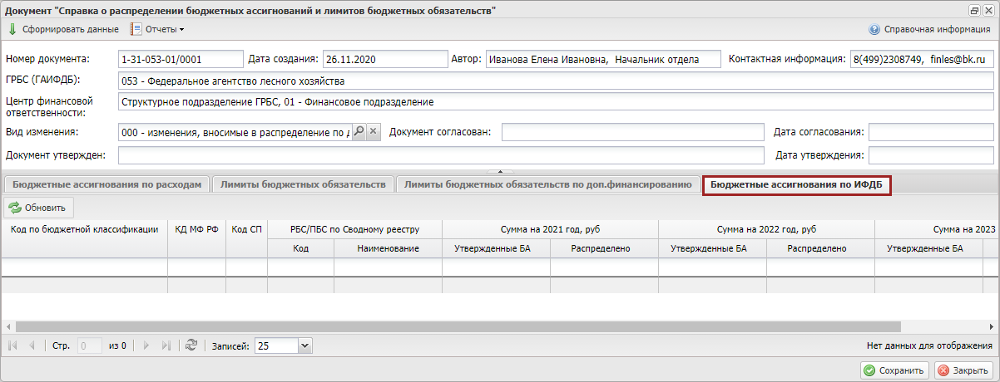 Документ "Справка о распределении бюджетных ассигнований и лимитов бюджетных обязательств"
Сформировать данные Отчеты Справочная информация
Номер документа: 1-31-053-01/0001 Дата создания: 26.11.2020 Автор: Иванова Елена Ивановна, Начальник отдела Контактная информация: 8(499)2308749, finles@bk.ru
ГРБС (ГАИФДБ): 053 - Федеральное агентство лесного хозяйства
Центр финансовой ответственности: Структурное подразделение ГРБС, 01 - Финансовое подразделение
Вид изменения: 000 - изменения, вносимые в распределение по д Документ согласован: Дата согласования:
Документ утвержден: Дата утверждения:
Бюджетные ассигнования по расходам Лимиты бюджетных обязательств Лимиты бюджетных обязательств по доп.финансированию Бюджетные ассигнования по ИФДБ
Обновить
Код по бюджетной классификации КД МФ РФ Код СП РБС/ПБС по Сводному реестру Сумма на 2021 год, руб Сумма на 2022 год, руб Сумма на 2023
Код Наименование Утвержденные БА Распределено Утвержденные БА Распределено Утвержденные БА
Стр. 0 из 0 Записей: 25 Нет данных для отображения
Сохранить Закрыть